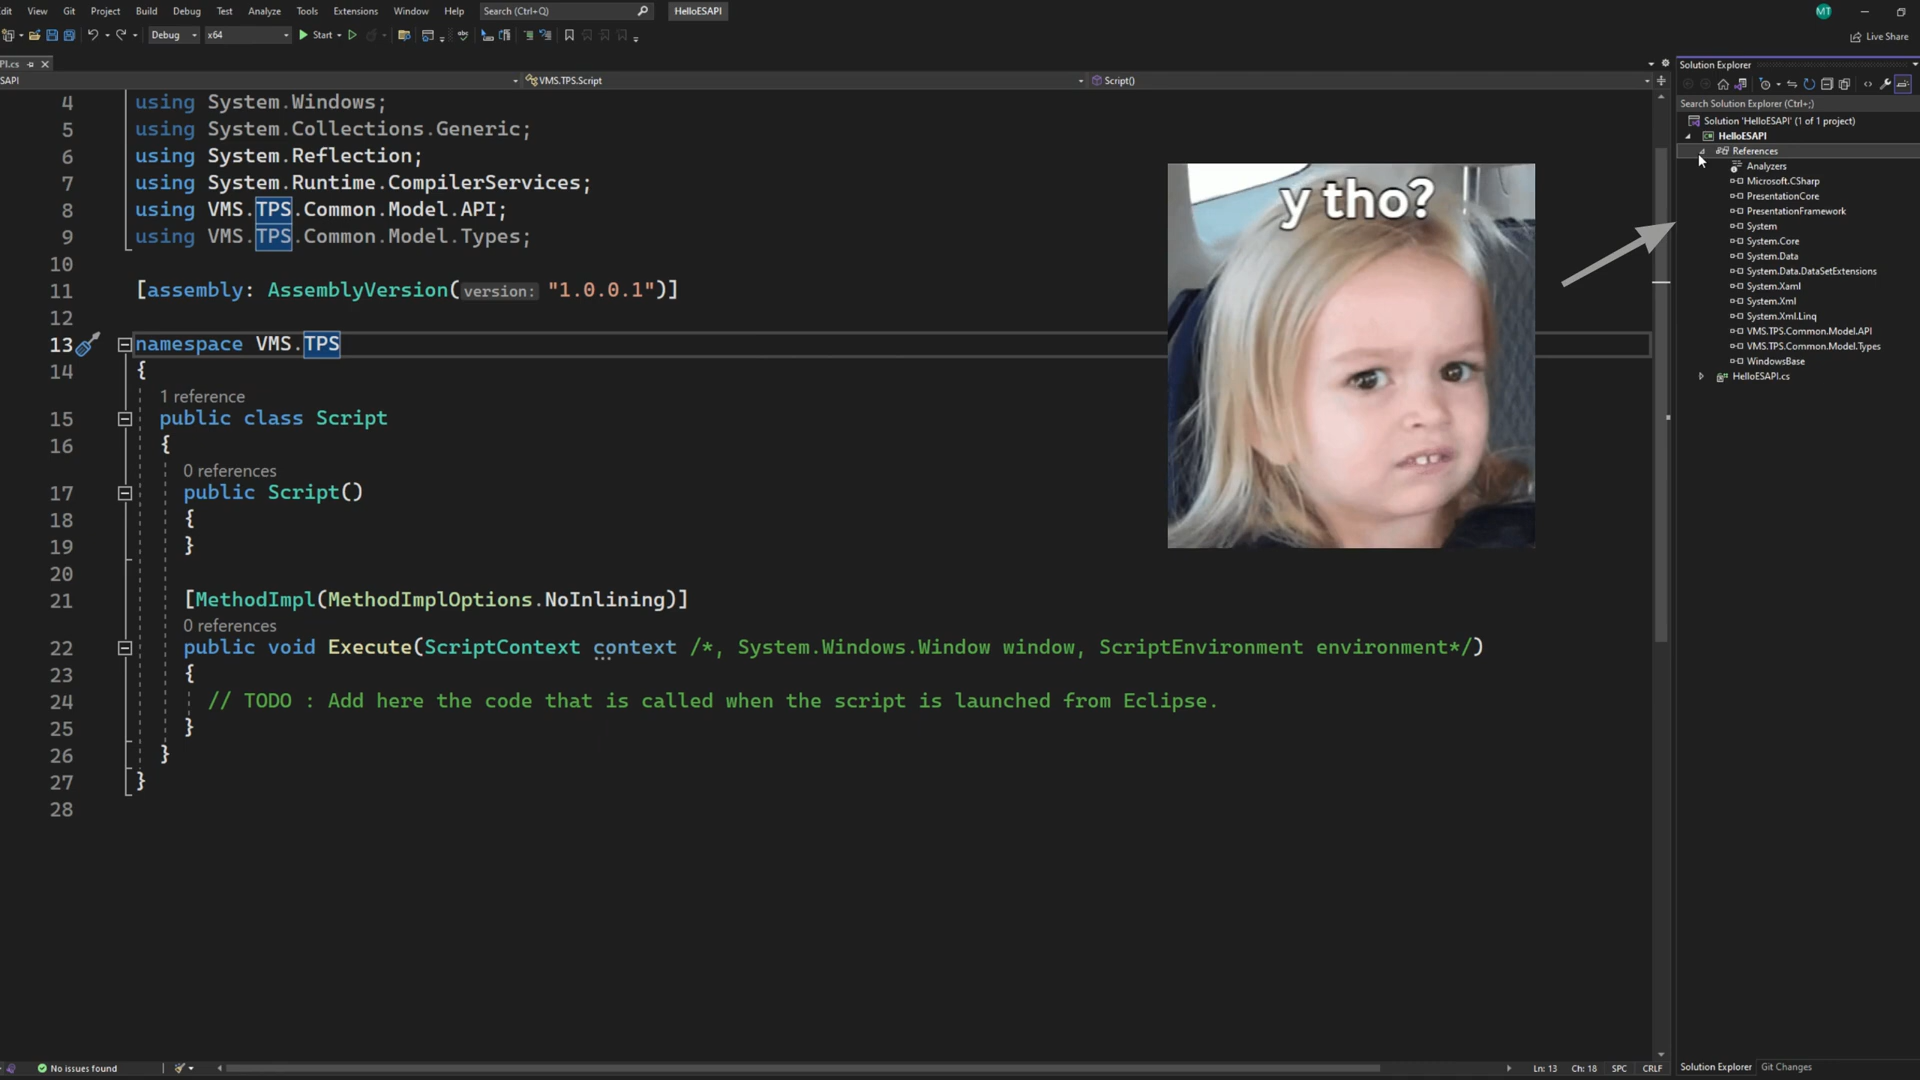 dit View Git Project Build Debug Test Analyze Tools Extensions Window Help Search (Ctrl+Q) HelloESAPI MT
Debug x64 Start Live Share
PI.cs
SAPI VMS.TPS.Script Script()
4 using System.Windows;
5 using System.Collections.Generic;
6 using System.Reflection;
7 using System.Runtime.CompilerServices;
8 using VMS.TPS.Common.Model.API;
9 using VMS.TPS.Common.Model.Types;
10
11 [assembly: AssemblyVersion(version: "1.0.0.1")]
12
13 namespace VMS.TPS
14 {
1 reference
15 public class Script
16 {
0 references
17 public Script()
18 {
19 }
20
21 [MethodImpl(MethodImplOptions.NoInlining)]
0 references
22 public void Execute(ScriptContext context /*, System.Windows.Window window, ScriptEnvironment environment*/)
23 {
24 // TODO : Add here the code that is called when the script is launched from Eclipse.
25 }
26 }
27 }
28
y tho?
Solution Explorer
Search Solution Explorer (Ctrl+;)
Solution 'HelloESAPI' (1 of 1 project)
HelloESAPI
References
Analyzers
Microsoft.CSharp
PresentationCore
PresentationFramework
System
System.Core
System.Data
System.Data.DataSetExtensions
System.Xaml
System.Xml
System.Xml.Linq
VMS.TPS.Common.Model.API
VMS.TPS.Common.Model.Types
WindowsBase
HelloESAPI.cs
No issues found Ln: 13 Ch: 18 SPC CRLF
Solution Explorer Git Changes